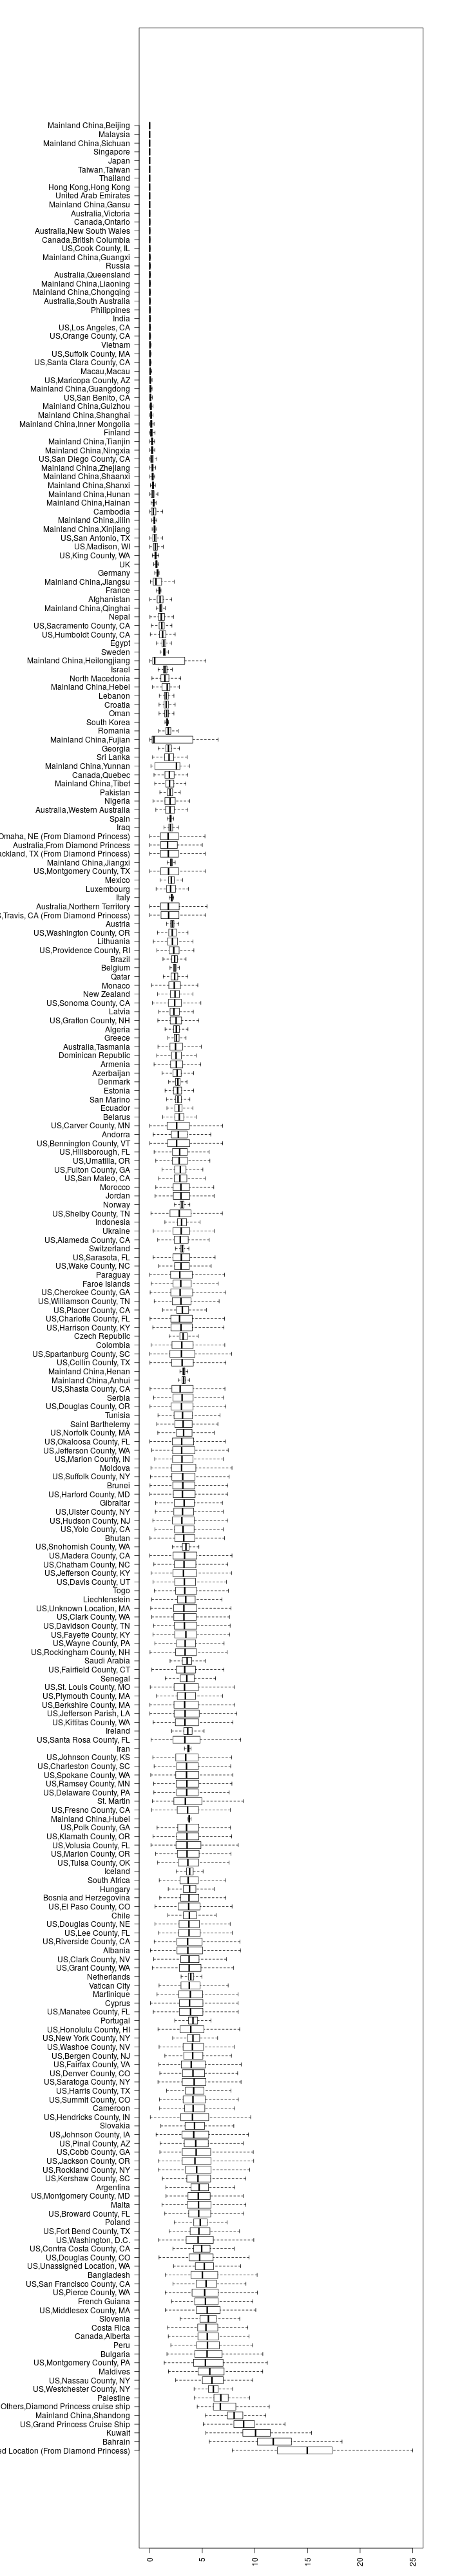 Mainland China,Beijing
Malaysia
Mainland China,Sichuan
Singapore
Japan
Taiwan,Taiwan
Thailand
Hong Kong,Hong Kong
United Arab Emirates
Mainland China,Gansu
Australia,Victoria
Canada,Ontario
Australia,New South Wales
Canada,British Columbia
US,Cook County, IL
Mainland China,Guangxi
Russia
Australia,Queensland
Mainland China,Liaoning
Mainland China,Chongqing
Australia,South Australia
Philippines
India
US,Los Angeles, CA
US,Orange County, CA
Vietnam
US,Suffolk County, MA
US,Santa Clara County, CA
Macau,Macau
US,Maricopa County, AZ
Mainland China,Guangdong
US,San Benito, CA
Mainland China,Guizhou
Mainland China,Shanghai
Mainland China,Inner Mongolia
Finland
Mainland China,Tianjin
Mainland China,Ningxia
US,San Diego County, CA
Mainland China,Zhejiang
Mainland China,Shaanxi
Mainland China,Shanxi
Mainland China,Hunan
Mainland China,Hainan
Cambodia
Mainland China,Jilin
Mainland China,Xinjiang
US,San Antonio, TX
US,Madison, WI
US,King County, WA
UK
Germany
Mainland China,Jiangsu
France
Afghanistan
Mainland China,Qinghai
Nepal
US,Sacramento County, CA
US,Humboldt County, CA
Egypt
Sweden
Mainland China,Heilongjiang
Israel
North Macedonia
Mainland China,Hebei
Lebanon
Croatia
Oman
South Korea
Romania
Mainland China,Fujian
Georgia
Sri Lanka
Mainland China,Yunnan
Canada,Quebec
Mainland China,Tibet
Pakistan
Nigeria
Australia,Western Australia
Spain
Iraq
Omaha, NE (From Diamond Princess)
Australia,From Diamond Princess
ackland, TX (From Diamond Princess)
Mainland China,Jiangxi
US,Montgomery County, TX
Mexico
Luxembourg
Italy
Australia,Northern Territory
,Travis, CA (From Diamond Princess)
Austria
US,Washington County, OR
Lithuania
US,Providence County, RI
Brazil
Belgium
Qatar
Monaco
New Zealand
US,Sonoma County, CA
Latvia
US,Grafton County, NH
Algeria
Greece
Australia,Tasmania
Dominican Republic
Armenia
Azerbaijan
Denmark
Estonia
San Marino
Ecuador
Belarus
US,Carver County, MN
Andorra
US,Bennington County, VT
US,Hillsborough, FL
US,Umatilla, OR
US,Fulton County, GA
US,San Mateo, CA
Morocco
Jordan
Norway
US,Shelby County, TN
Indonesia
Ukraine
US,Alameda County, CA
Switzerland
US,Sarasota, FL
US,Wake County, NC
Paraguay
Faroe Islands
US,Cherokee County, GA
US,Williamson County, TN
US,Placer County, CA
US,Charlotte County, FL
US,Harrison County, KY
Czech Republic
Colombia
US,Spartanburg County, SC
US,Collin County, TX
Mainland China,Henan
Mainland China,Anhui
US,Shasta County, CA
Serbia
US,Douglas County, OR
Tunisia
Saint Barthelemy
US,Norfolk County, MA
US,Okaloosa County, FL
US,Jefferson County, WA
US,Marion County, IN
Moldova
US,Suffolk County, NY
Brunei
US,Harford County, MD
Gibraltar
US,Ulster County, NY
US,Hudson County, NJ
US,Yolo County, CA
Bhutan
US,Snohomish County, WA
US,Madera County, CA
US,Chatham County, NC
US,Jefferson County, KY
US,Davis County, UT
Togo
Liechtenstein
US,Unknown Location, MA
US,Clark County, WA
US,Davidson County, TN
US,Fayette County, KY
US,Wayne County, PA
US,Rockingham County, NH
Saudi Arabia
US,Fairfield County, CT
Senegal
US,St. Louis County, MO
US,Plymouth County, MA
US,Berkshire County, MA
US,Jefferson Parish, LA
US,Kittitas County, WA
Ireland
US,Santa Rosa County, FL
Iran
US,Johnson County, KS
US,Charleston County, SC
US,Spokane County, WA
US,Ramsey County, MN
US,Delaware County, PA
St. Martin
US,Fresno County, CA
Mainland China,Hubei
US,Polk County, GA
US,Klamath County, OR
US,Volusia County, FL
US,Marion County, OR
US,Tulsa County, OK
Iceland
South Africa
Hungary
Bosnia and Herzegovina
US,El Paso County, CO
Chile
US,Douglas County, NE
US,Lee County, FL
US,Riverside County, CA
Albania
US,Clark County, NV
US,Grant County, WA
Netherlands
Vatican City
Martinique
Cyprus
US,Manatee County, FL
Portugal
US,Honolulu County, HI
US,New York County, NY
US,Washoe County, NV
US,Bergen County, NJ
US,Fairfax County, VA
US,Denver County, CO
US,Saratoga County, NY
US,Harris County, TX
US,Summit County, CO
Cameroon
US,Hendricks County, IN
Slovakia
US,Johnson County, IA
US,Pinal County, AZ
US,Cobb County, GA
US,Jackson County, OR
US,Rockland County, NY
US,Kershaw County, SC
Argentina
US,Montgomery County, MD
Malta
US,Broward County, FL
Poland
US,Fort Bend County, TX
US,Washington, D.C.
US,Contra Costa County, CA
US,Douglas County, CO
US,Unassigned Location, WA
Bangladesh
US,San Francisco County, CA
US,Pierce County, WA
French Guiana
US,Middlesex County, MA
Slovenia
Costa Rica
Canada,Alberta
Peru
Bulgaria
US,Montgomery County, PA
Maldives
US,Nassau County, NY
US,Westchester County, NY
Palestine
Others,Diamond Princess cruise ship
Mainland China,Shandong
US,Grand Princess Cruise Ship
Kuwait
Bahrain
ed Location (From Diamond Princess)
0 5 10 15 20 25